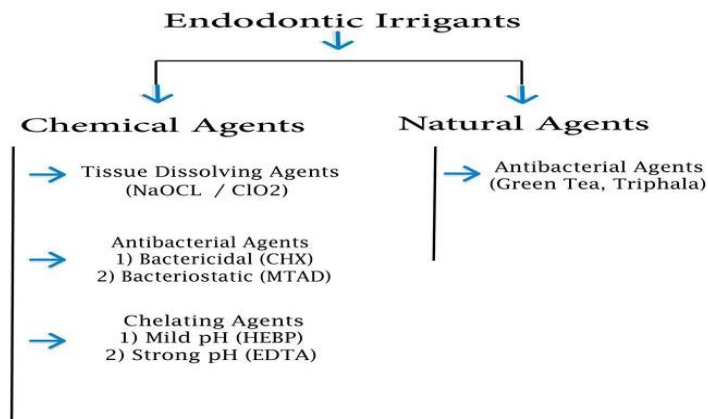 Endodontic Irrigants
Chemical Agents
Tissue Dissolving Agents
(NaOCL / ClO2)
Antibacterial Agents
1) Bactericidal (CHX)
2) Bacteriostatic (MTAD)
Chelating Agents
1) Mild pH (HEBP)
2) Strong pH (EDTA)
Natural Agents
Antibacterial Agents
(Green Tea, Triphala)